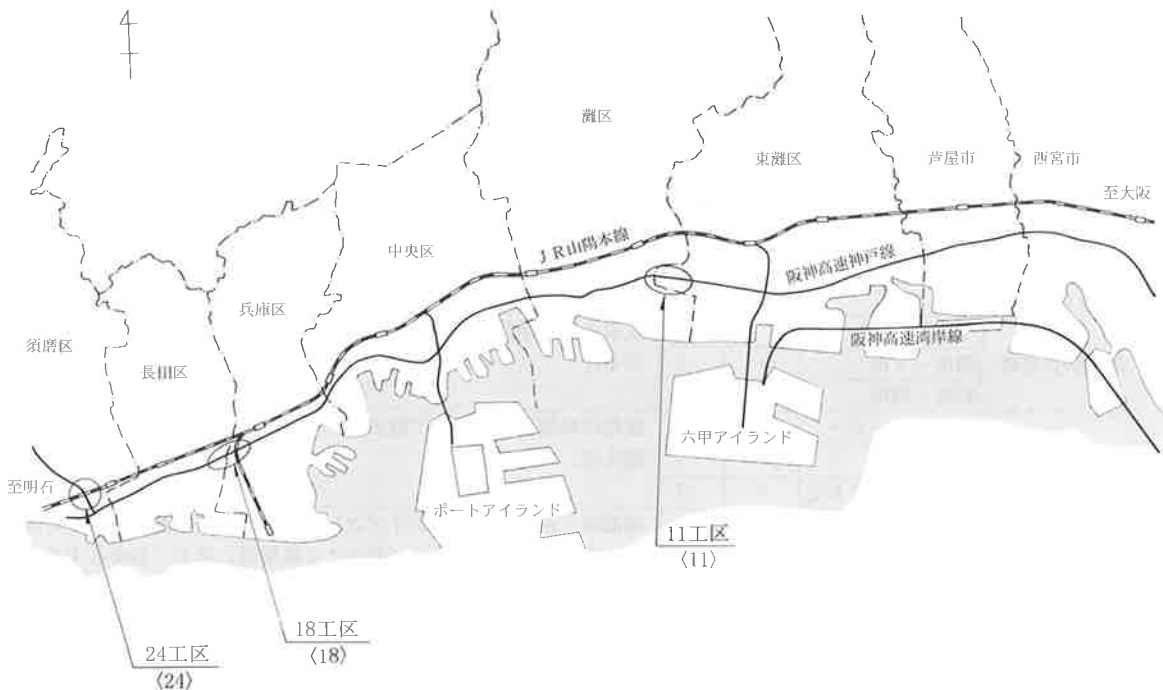 灘区
東灘区
芦屋市
西宮市
至大阪
中央区
JR山陽本線
阪神高速神戸線
兵庫区
須磨区
長田区
阪神高速湾岸線
六甲アイランド
至明石
ポートアイランド
11工区
〈11〉
18工区
〈18〉
24工区
〈24〉